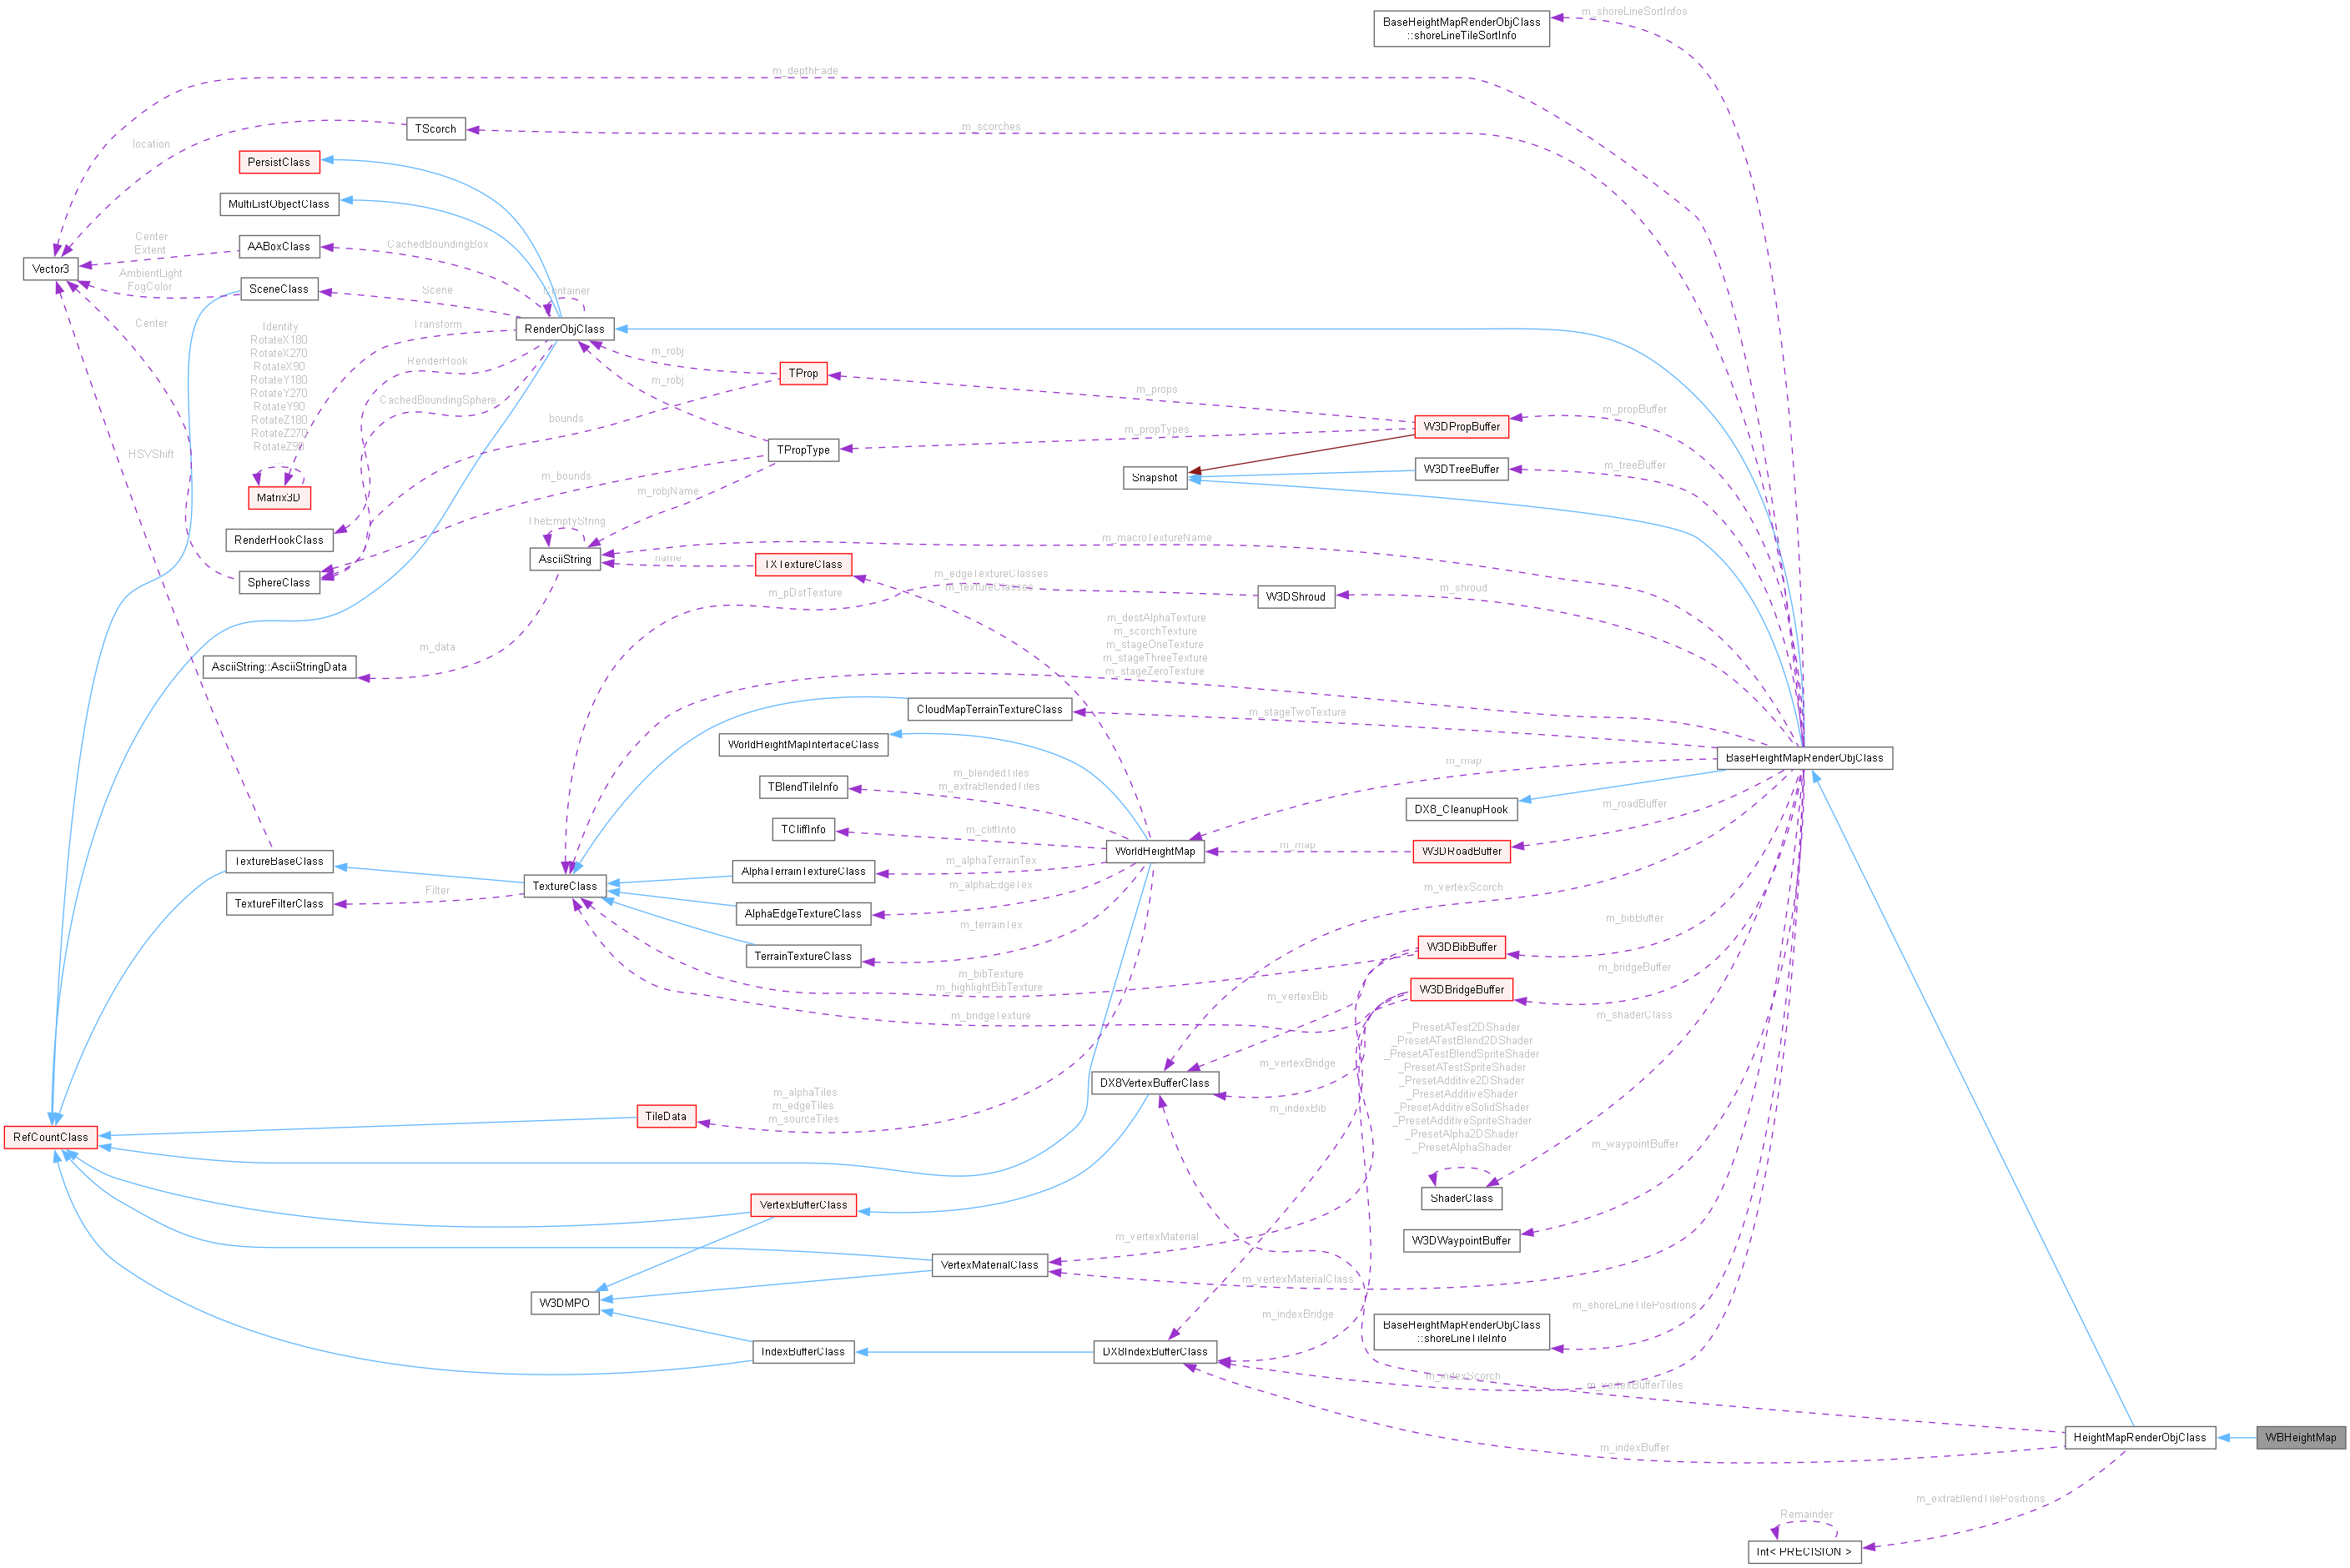 BaseHeightMapRenderObjClass
::shoreLineTileSortInfo
m_shoreLineSortInfos
m_depthFade
TScorch
m_scorches
location
PersistClass
MultiListObjectClass
Center
Extent
AABoxClass
CachedBoundingBox
Vector3
AmbientLight
FogColor
SceneClass
Scene
Container
Center
Identity
RotateX180
RotateX270
RotateX90
RotateY180
RotateY270
RotateY90
RotateZ180
RotateZ270
RotateZ90
Transform
RenderObjClass
RenderHook
m_robj
TProp
m_robj
m_props
CachedBoundingSphere
m_propBuffer
bounds
m_propTypes
W3DPropBuffer
TPropType
HSVShift
m_treeBuffer
W3DTreeBuffer
Snapshot
m_bounds
m_robjName
Matrix3D
TheEmptyString
RenderHookClass
AsciiString
name
TXTextureClass
m_macroTextureName
SphereClass
m_edgeTextureClasses
m_textureClasses
m_pDstTexture
W3DShroud
m_shroud
m_destAlphaTexture
m_scorchTexture
m_stageOneTexture
m_stageThreeTexture
m_stageZeroTexture
m_data
AsciiString::AsciiStringData
CloudMapTerrainTextureClass
m_stageTwoTexture
WorldHeightMapInterfaceClass
BaseHeightMapRenderObjClass
m_map
TBlendTileInfo
m_blendedTiles
m_extraBlendedTiles
DX8_CleanupHook
m_roadBuffer
TCliffInfo
m_cliffInfo
WorldHeightMap
m_map
W3DRoadBuffer
TextureBaseClass
AlphaTerrainTextureClass
m_alphaTerrainTex
TextureClass
Filter
TextureFilterClass
m_alphaEdgeTex
AlphaEdgeTextureClass
m_vertexScorch
m_terrainTex
m_bibBuffer
W3DBibBuffer
TerrainTextureClass
m_bibTexture
m_highlightBibTexture
m_bridgeBuffer
W3DBridgeBuffer
m_vertexBib
m_bridgeTexture
m_shaderClass
_PresetATest2DShader
_PresetATestBlend2DShader
_PresetATestBlendSpriteShader
_PresetATestSpriteShader
_PresetAdditive2DShader
_PresetAdditiveShader
_PresetAdditiveSolidShader
_PresetAdditiveSpriteShader
_PresetAlpha2DShader
_PresetAlphaShader
m_vertexBridge
DX8VertexBufferClass
m_alphaTiles
m_edgeTiles
m_sourceTiles
TileData
m_indexBib
RefCountClass
m_waypointBuffer
ShaderClass
VertexBufferClass
m_vertexMaterial
W3DWaypointBuffer
VertexMaterialClass
m_vertexMaterialClass
W3DMPO
m_indexBridge
m_shoreLineTilePositions
BaseHeightMapRenderObjClass
::shoreLineTileInfo
IndexBufferClass
DX8IndexBufferClass
m_indexScorch
m_vertexBufferTiles
HeightMapRenderObjClass
WBHeightMap
m_indexBuffer
m_extraBlendTilePositions
Remainder
Int< PRECISION >